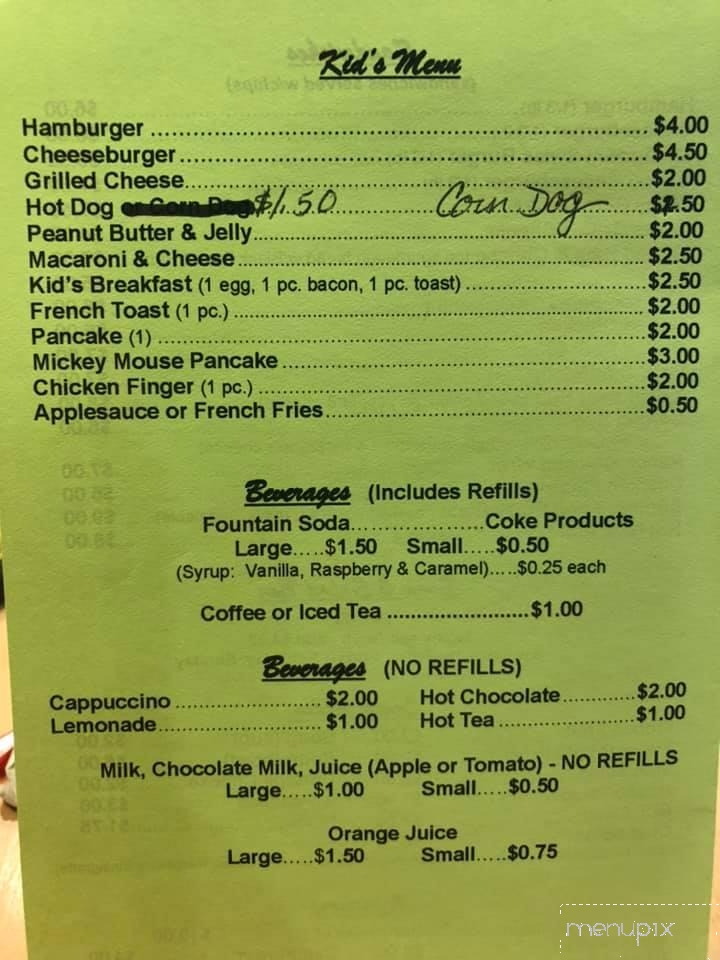 Kid's Menu
Hamburger ........ $4.00
Cheeseburger ........ $4.50
Grilled Cheese ........ $2.00
Hot Dog or Corn Dog $1.50 ........ Corn Dog ........ $2.50
Peanut Butter & Jelly ........ $2.00
Macaroni & Cheese ........ $2.50
Kid's Breakfast (1 egg, 1 pc. bacon, 1 pc. toast) ........ $2.50
French Toast (1 pc.) ........ $2.00
Pancake (1) ........ $2.00
Mickey Mouse Pancake ........ $3.00
Chicken Finger (1 pc.) ........ $2.00
Applesauce or French Fries ........ $0.50
Beverages (Includes Refills)
Fountain Soda ........ Coke Products
Large.....$1.50 Small.....$0.50
(Syrup: Vanilla, Raspberry & Caramel).....$0.25 each
Coffee or Iced Tea ........ $1.00
Beverages (NO REFILLS)
Cappuccino ........ $2.00 Hot Chocolate ........ $2.00
Lemonade ........ $1.00 Hot Tea ........ $1.00
Milk, Chocolate Milk, Juice (Apple or Tomato) - NO REFILLS
Large.....$1.00 Small.....$0.50
Orange Juice
Large.....$1.50 Small.....$0.75
menupix